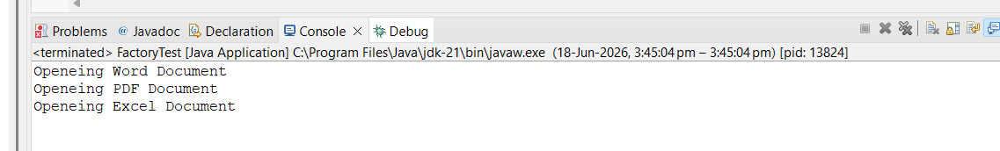 Problems @ Javadoc Declaration Console Debug
<terminated> FactoryTest [Java Application] C:\Program Files\Java\jdk-21\bin\javaw.exe (18-Jun-2026, 3:45:04 pm – 3:45:04 pm) [pid: 13824]
Openeing Word Document
Openeing PDF Document
Openeing Excel Document